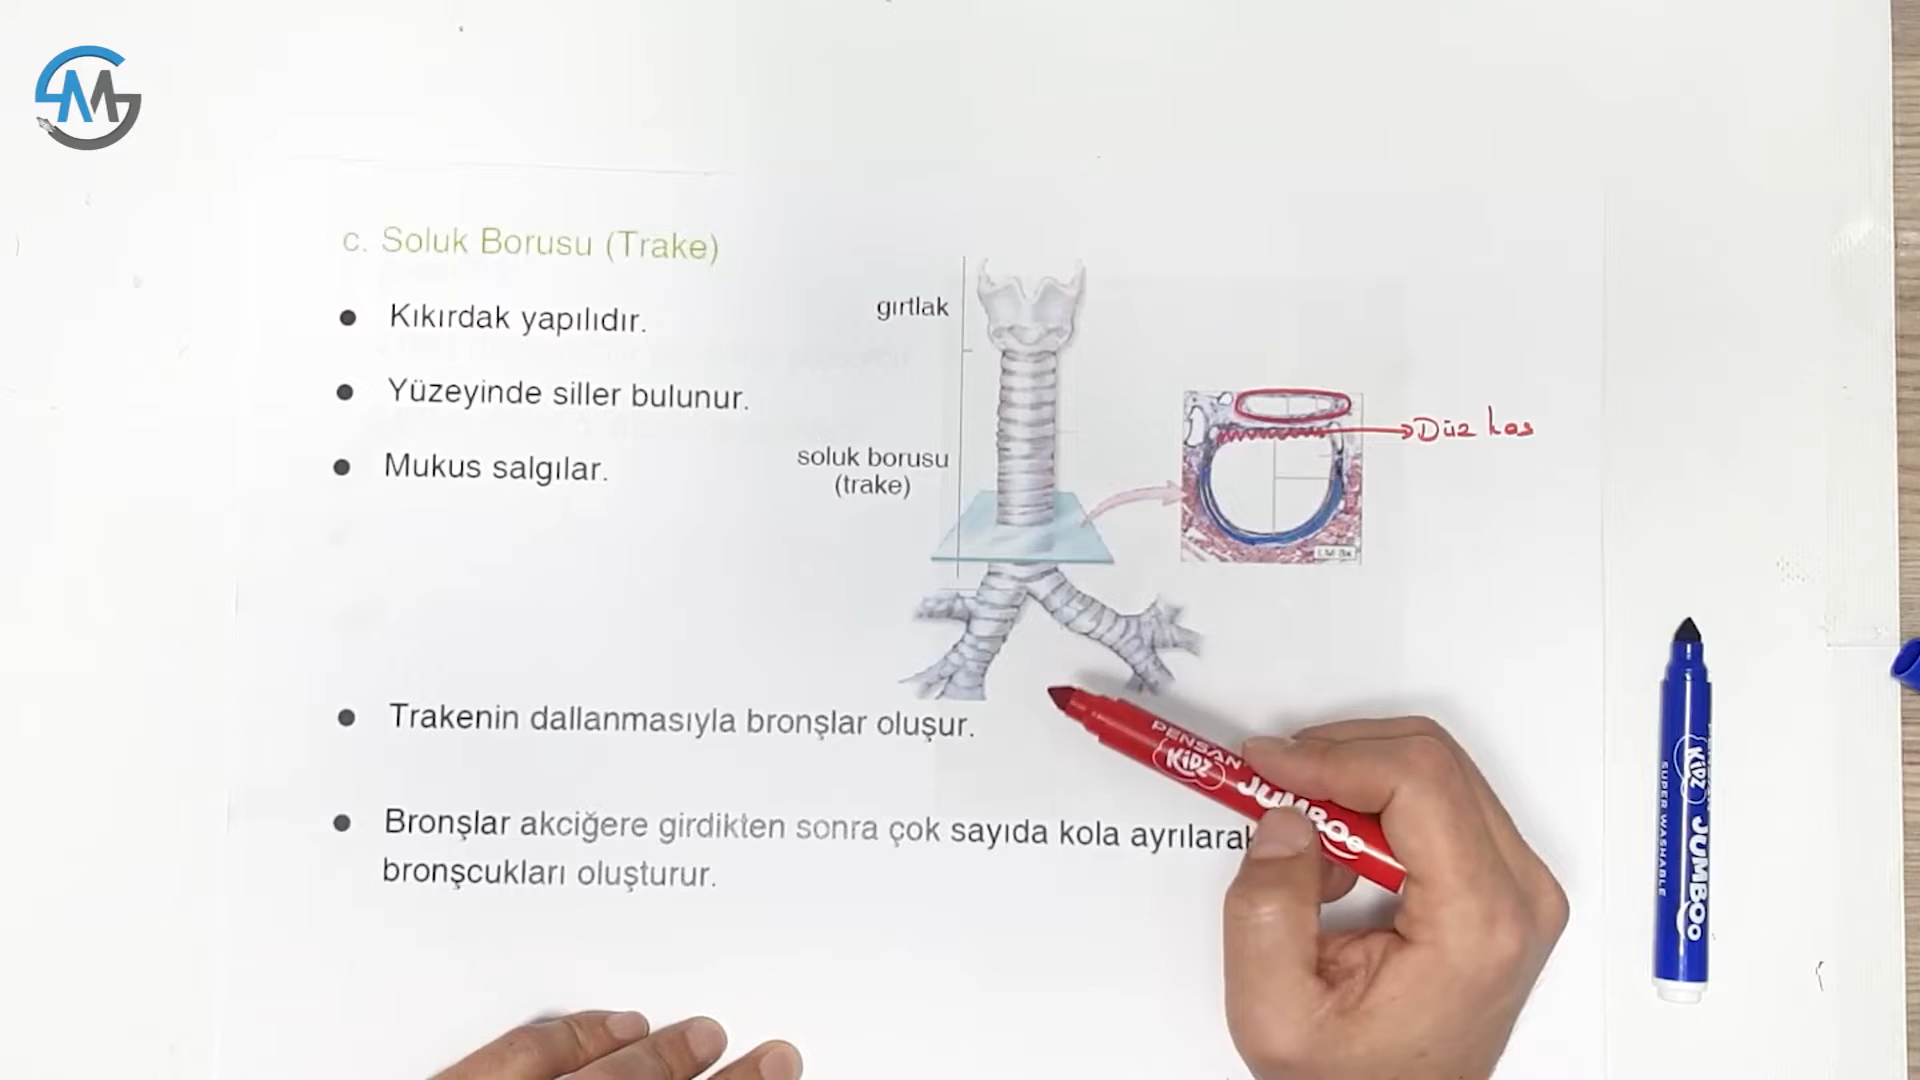 c. Soluk Borusu (Trake)
Kıkırdak yapılıdır.
Yüzeyinde siller bulunur.
Mukus salgılar.
gırtlak
soluk borusu
(trake)
Düz kas
Trakenin dallanmasıyla bronşlar oluşur.
Bronşlar akciğere girdikten sonra çok sayıda kola ayrılarak
bronşcukları oluşturur.
PENSAN
KiDZ
JUMBOe
KiDZ
JUMBOO
SUPER WASHABLE